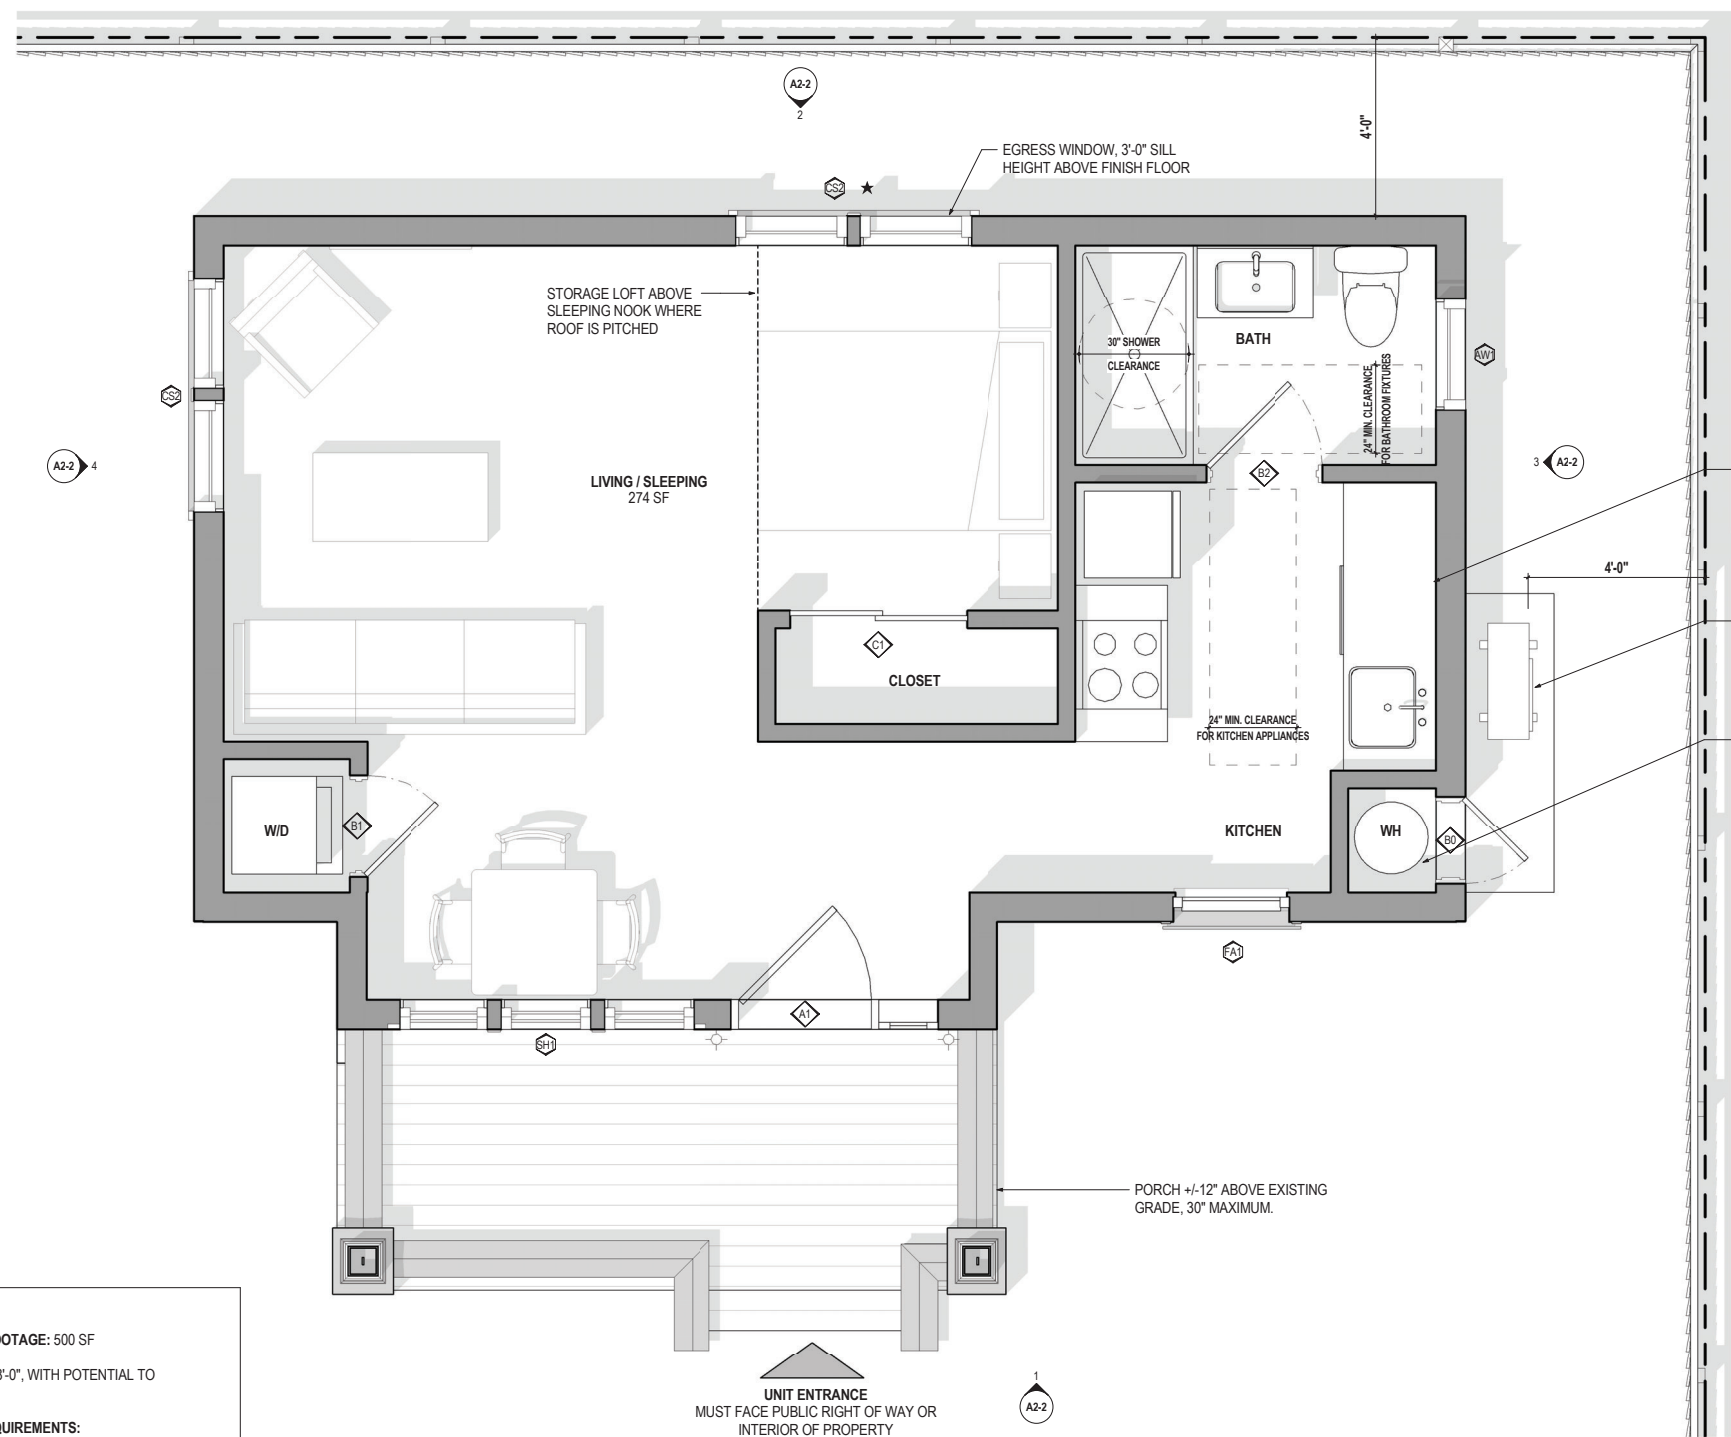 A2-2
2
4'-0"
EGRESS WINDOW, 3'-0" SILL
HEIGHT ABOVE FINISH FLOOR
CS2 ★
STORAGE LOFT ABOVE
SLEEPING NOOK WHERE
ROOF IS PITCHED
30" SHOWER
CLEARANCE
BATH
24" MIN. CLEARANCE
FOR BATHROOM FIXTURES
AW1
CS2
A2-2 4
LIVING / SLEEPING
274 SF
B2
3 A2-2
4'-0"
C1
CLOSET
24" MIN. CLEARANCE
FOR KITCHEN APPLIANCES
W/D
B1
KITCHEN
WH
B0
FA1
A1
SH1
PORCH +/-12" ABOVE EXISTING
GRADE, 30" MAXIMUM.
OOTAGE: 500 SF
8'-0", WITH POTENTIAL TO
QUIREMENTS:
UNIT ENTRANCE
MUST FACE PUBLIC RIGHT OF WAY OR
INTERIOR OF PROPERTY
1
A2-2